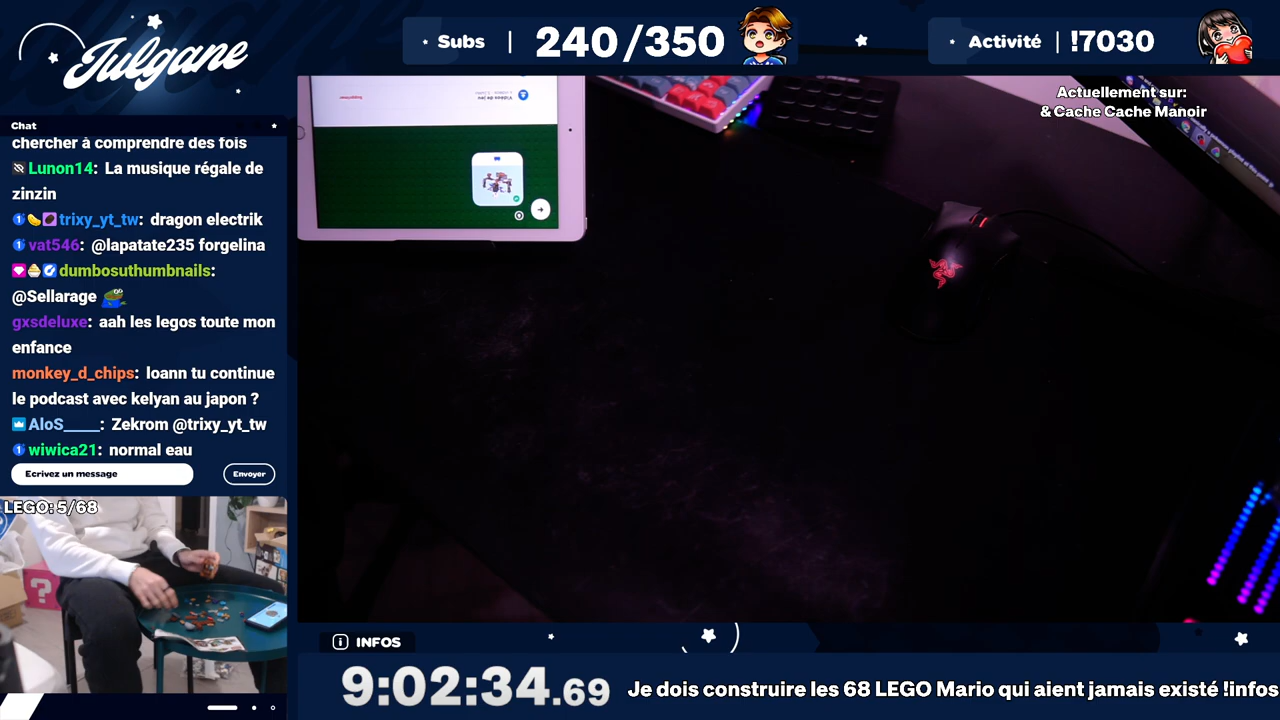 Julgane
Subs | 240/350
Activité | !7030
Actuellement sur:
& Cache Cache Manoir
Chat
chercher à comprendre des fois
Lunon14: La musique régale de
zinzin
trixy_yt_tw: dragon electrik
vat546: @lapatate235 forgelina
dumbosuthumbnails:
@Sellarage
gxsdeluxe: aah les legos toute mon
enfance
monkey_d_chips: loann tu continue
le podcast avec kelyan au japon ?
AloS_____: Zekrom @trixy_yt_tw
wiwica21: normal eau
Ecrivez un message
Envoyer
LEGO: 5/68
INFOS
9:02:34.69
Je dois construire les 68 LEGO Mario qui aient jamais existé !infos